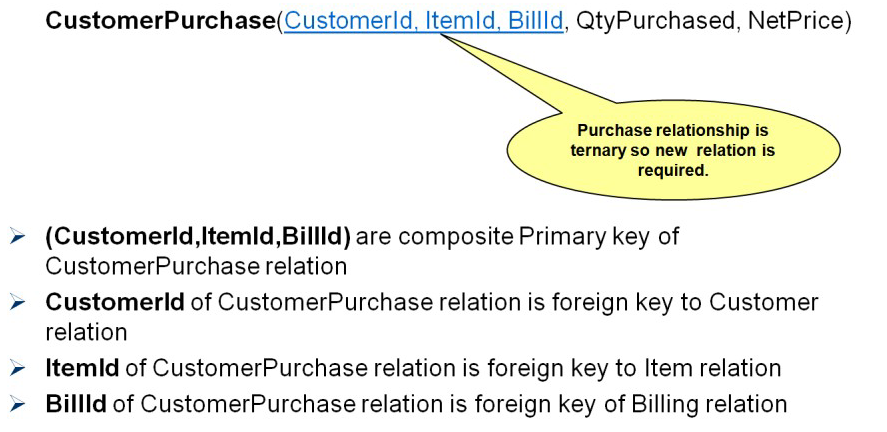 CustomerPurchase(CustomerId, ItemId, BillId, QtyPurchased, NetPrice)
Purchase relationship is
ternary so new relation is
required.
(CustomerId,ItemId,BillId) are composite Primary key of
CustomerPurchase relation
CustomerId of CustomerPurchase relation is foreign key to Customer
relation
ItemId of CustomerPurchase relation is foreign key to Item relation
BillId of CustomerPurchase relation is foreign key of Billing relation